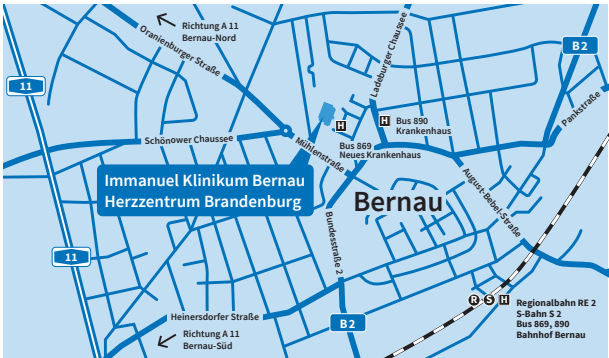 Richtung A 11
Bernau-Nord
Oranienburger Straße
Ladeburger Chaussee
B2
11
Pankstraße
H
Bus 890
Krankenhaus
H
Bus 869
Neues Krankenhaus
Schönower Chaussee
Mühlenstraße
Immanuel Klinikum Bernau
Herzzentrum Brandenburg
Bernau
August-Bebel-Straße
Bundesstraße 2
11
R S H
Regionalbahn RE 2
S-Bahn S 2
Bus 869, 890
Bahnhof Bernau
Heinersdorfer Straße
B2
Richtung A 11
Bernau-Süd